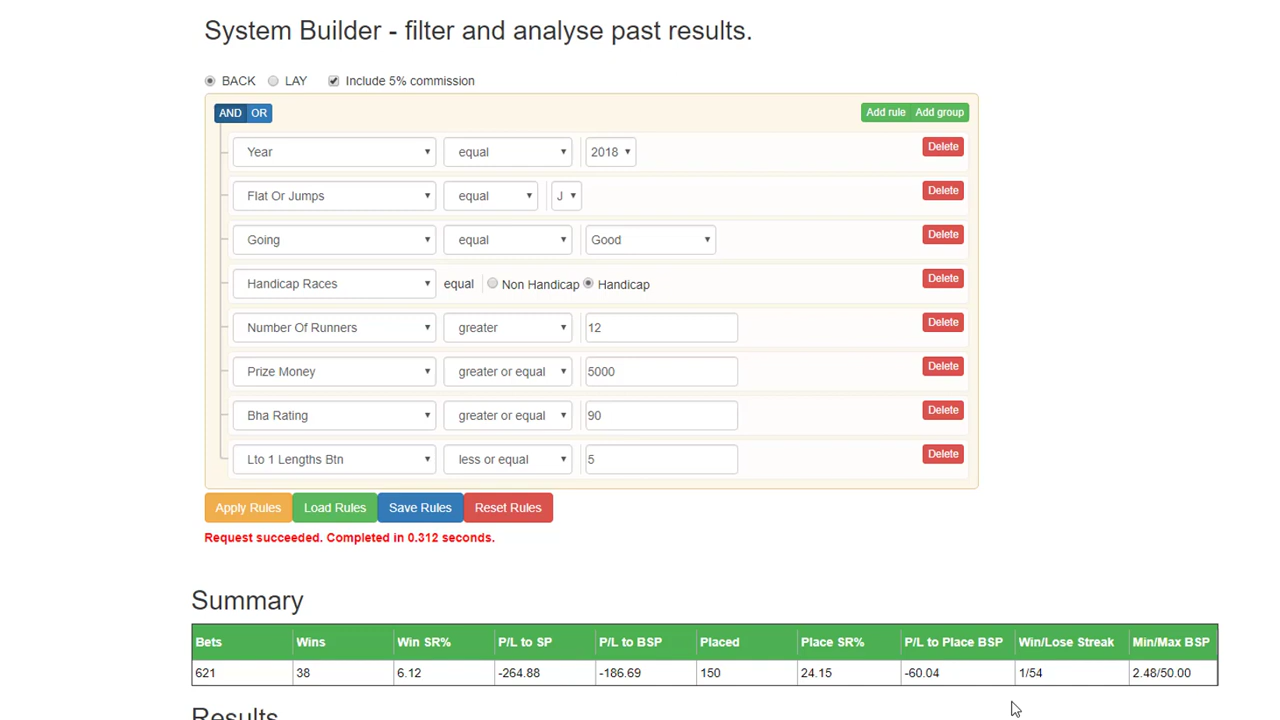 System Builder - filter and analyse past results.
BACK LAY Include 5% commission
AND OR Add rule Add group
Year equal 2018 Delete
Flat Or Jumps equal J Delete
Going equal Good Delete
Handicap Races equal Non Handicap Handicap Delete
Number Of Runners greater 12 Delete
Prize Money greater or equal 5000 Delete
Bha Rating greater or equal 90 Delete
Lto 1 Lengths Btn less or equal 5 Delete
Apply Rules Load Rules Save Rules Reset Rules
Request succeeded. Completed in 0.312 seconds.
Summary
Bets Wins Win SR% P/L to SP P/L to BSP Placed Place SR% P/L to Place BSP Win/Lose Streak Min/Max BSP
621 38 6.12 -264.88 -186.69 150 24.15 -60.04 1/54 2.48/50.00
Results